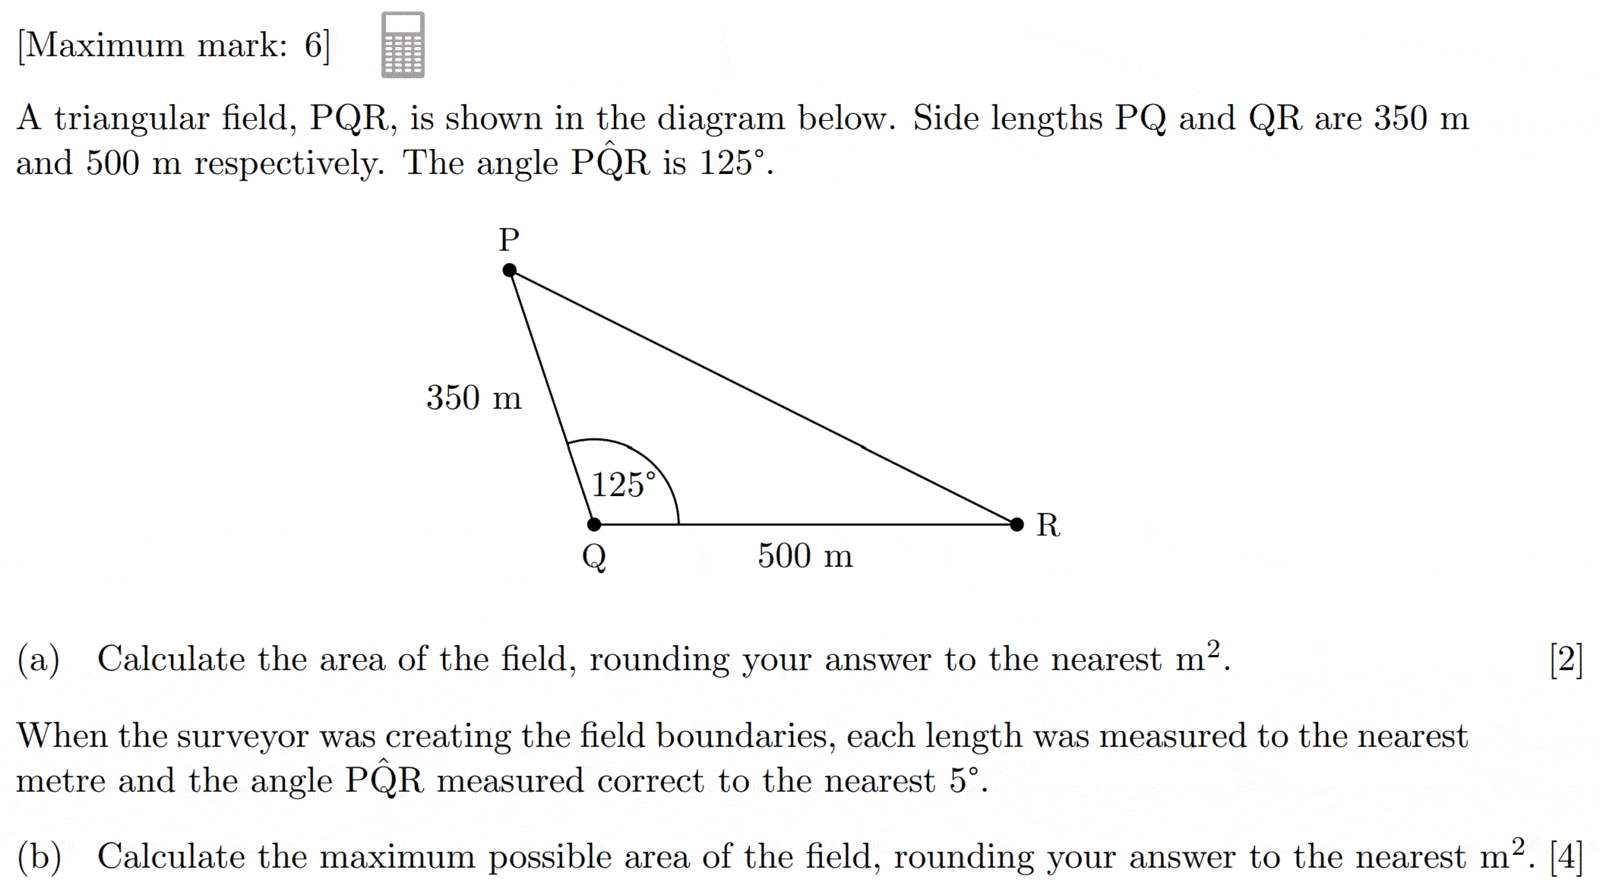 [Maximum mark: 6]
A triangular field, PQR, is shown in the diagram below. Side lengths PQ and QR are 350 m
and 500 m respectively. The angle PQ̂R is 125°.
P
350 m
125°
Q
500 m
R
(a) Calculate the area of the field, rounding your answer to the nearest m². [2]
When the surveyor was creating the field boundaries, each length was measured to the nearest
metre and the angle PQ̂R measured correct to the nearest 5°.
(b) Calculate the maximum possible area of the field, rounding your answer to the nearest m². [4]